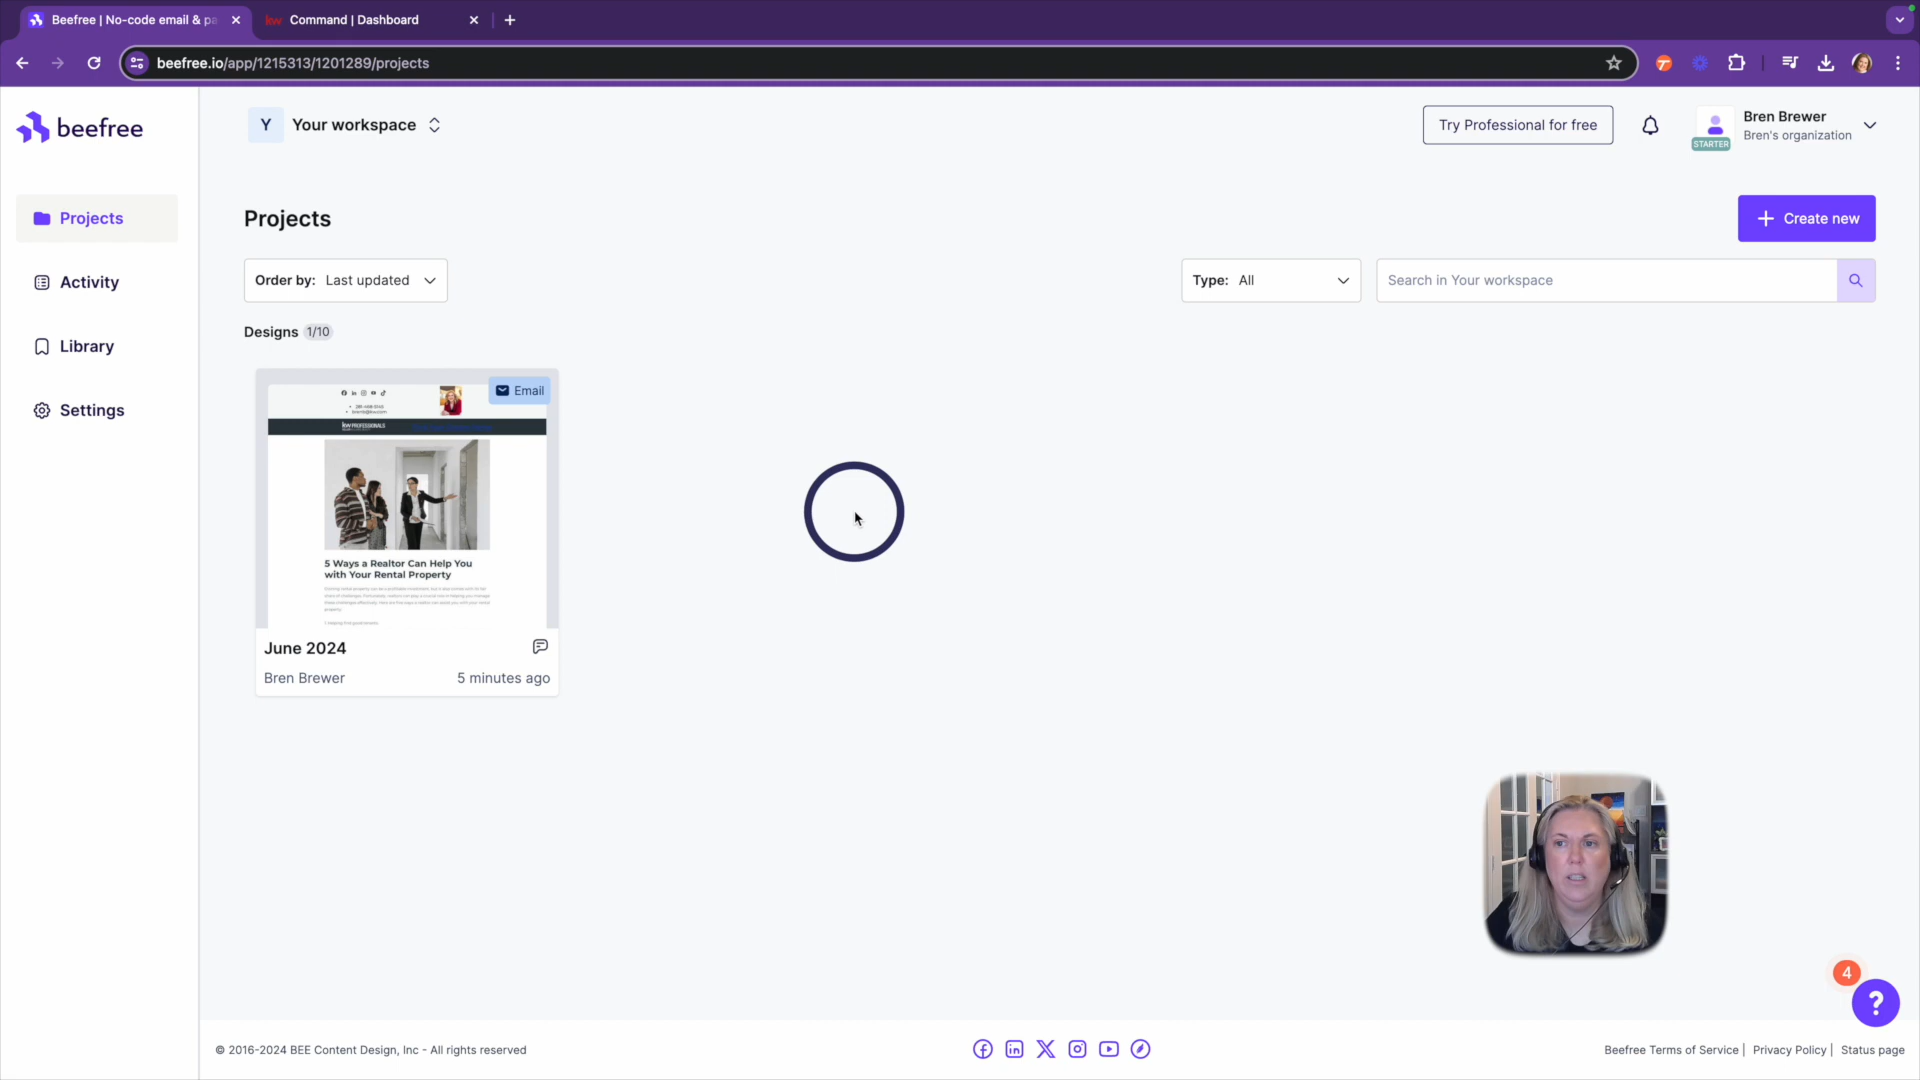 Beefree | No-code email & pa
kw Command | Dashboard
beefree.io/app/1215313/1201289/projects
beefree
Y Your workspace
Try Professional for free
STARTER
Bren Brewer
Bren's organization
Projects
Activity
Library
Settings
Projects
+ Create new
Order by: Last updated
Type: All
Search in Your workspace
Designs 1/10
Email
kw PROFESSIONALS
5 Ways a Realtor Can Help You
with Your Rental Property
June 2024
Bren Brewer 5 minutes ago
4
?
© 2016-2024 BEE Content Design, Inc - All rights reserved
Beefree Terms of Service | Privacy Policy | Status page